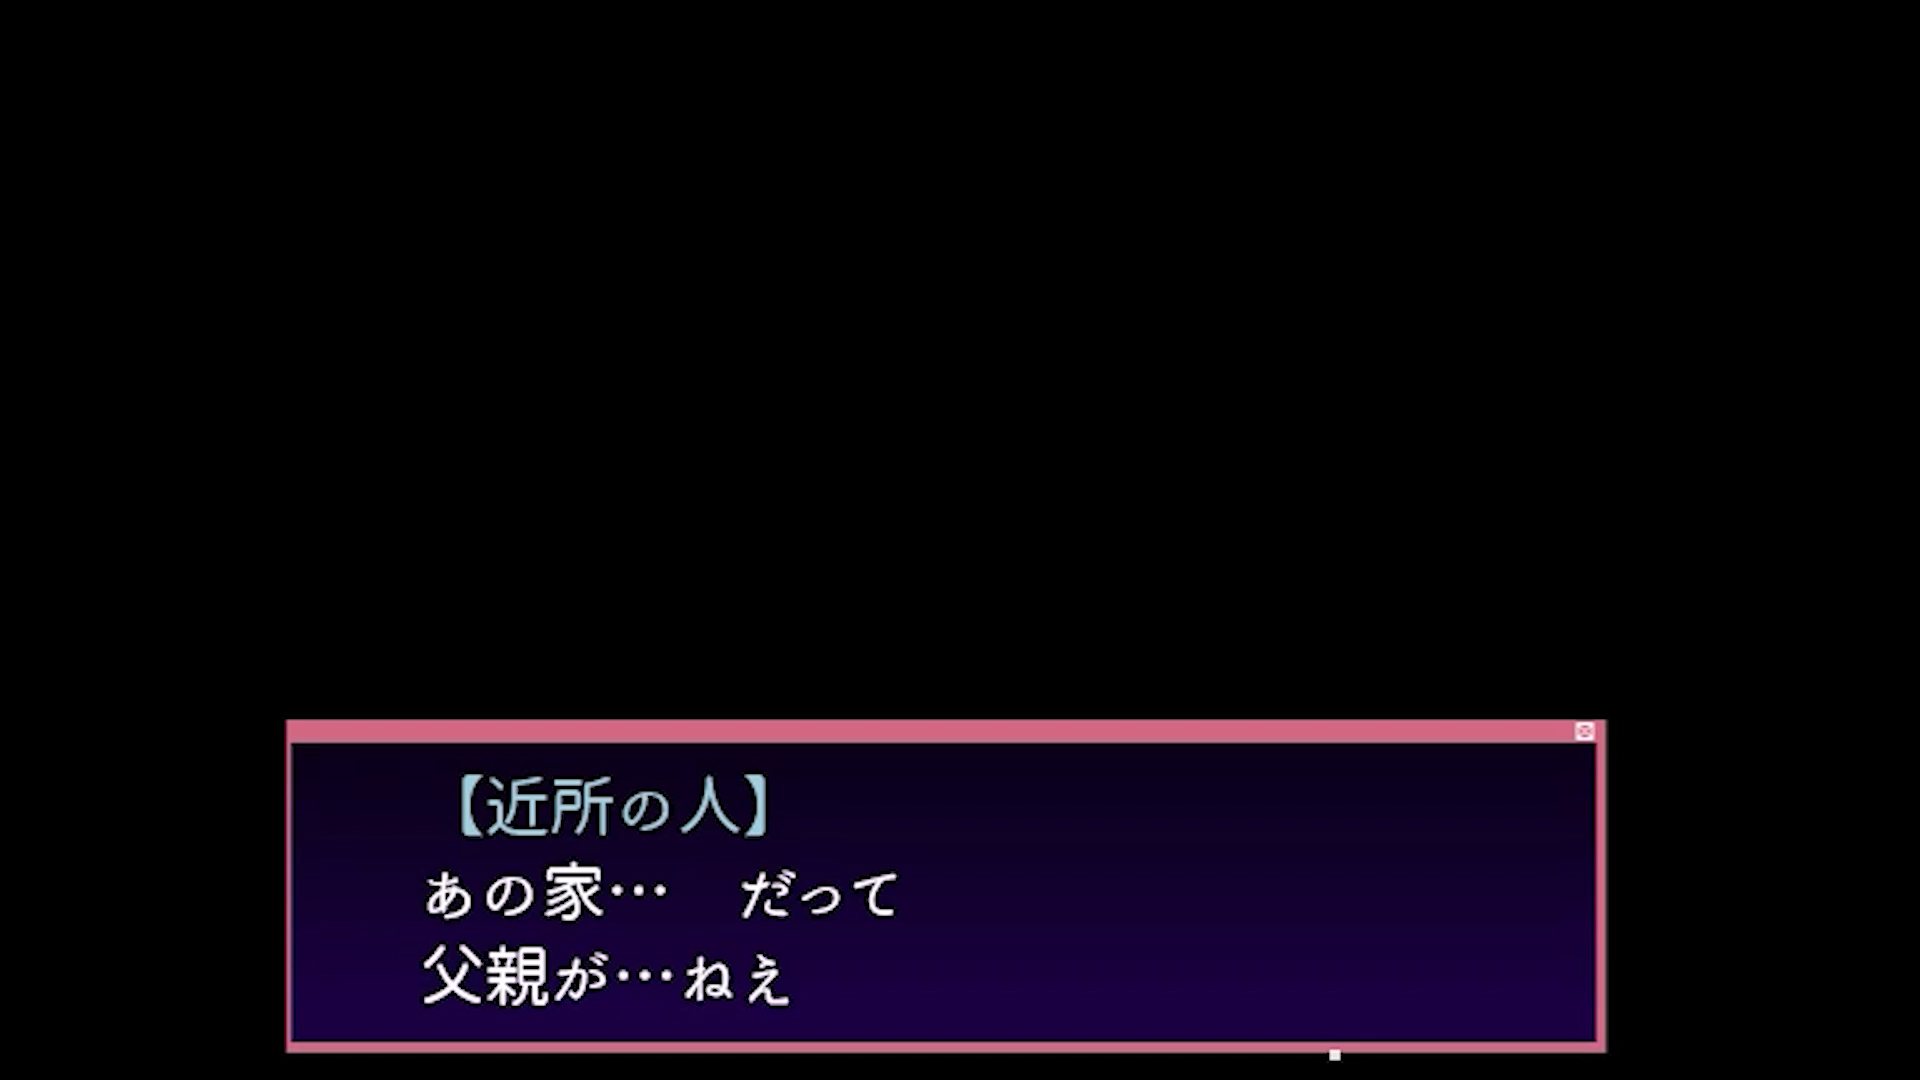 【近所の人】
あの家…　だって
父親が…ねえ